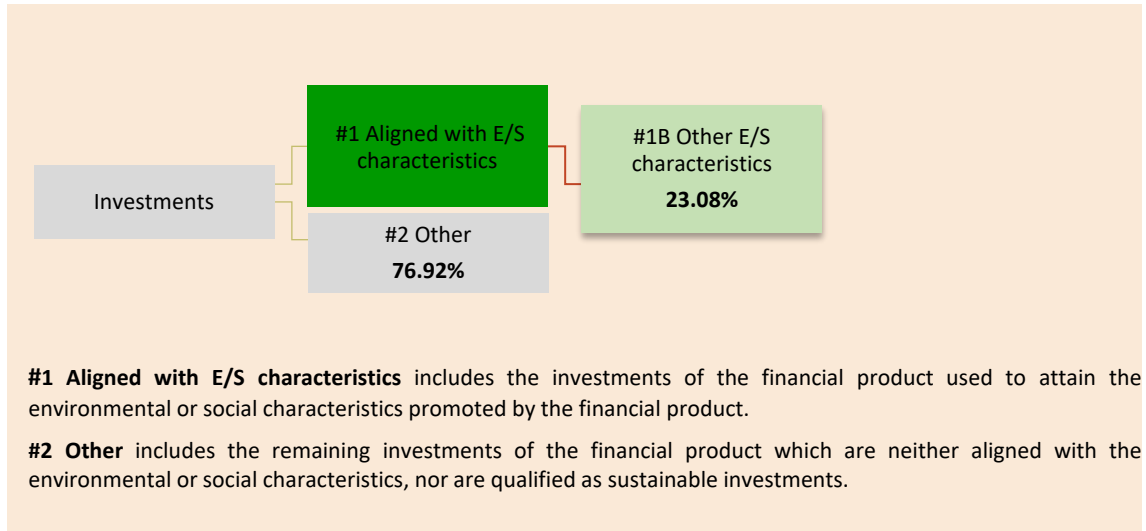 #1 Aligned with E/S
characteristics
#1B Other E/S
characteristics
23.08%
Investments
#2 Other
76.92%
#1 Aligned with E/S characteristics includes the investments of the financial product used to attain the
environmental or social characteristics promoted by the financial product.
#2 Other includes the remaining investments of the financial product which are neither aligned with the
environmental or social characteristics, nor are qualified as sustainable investments.